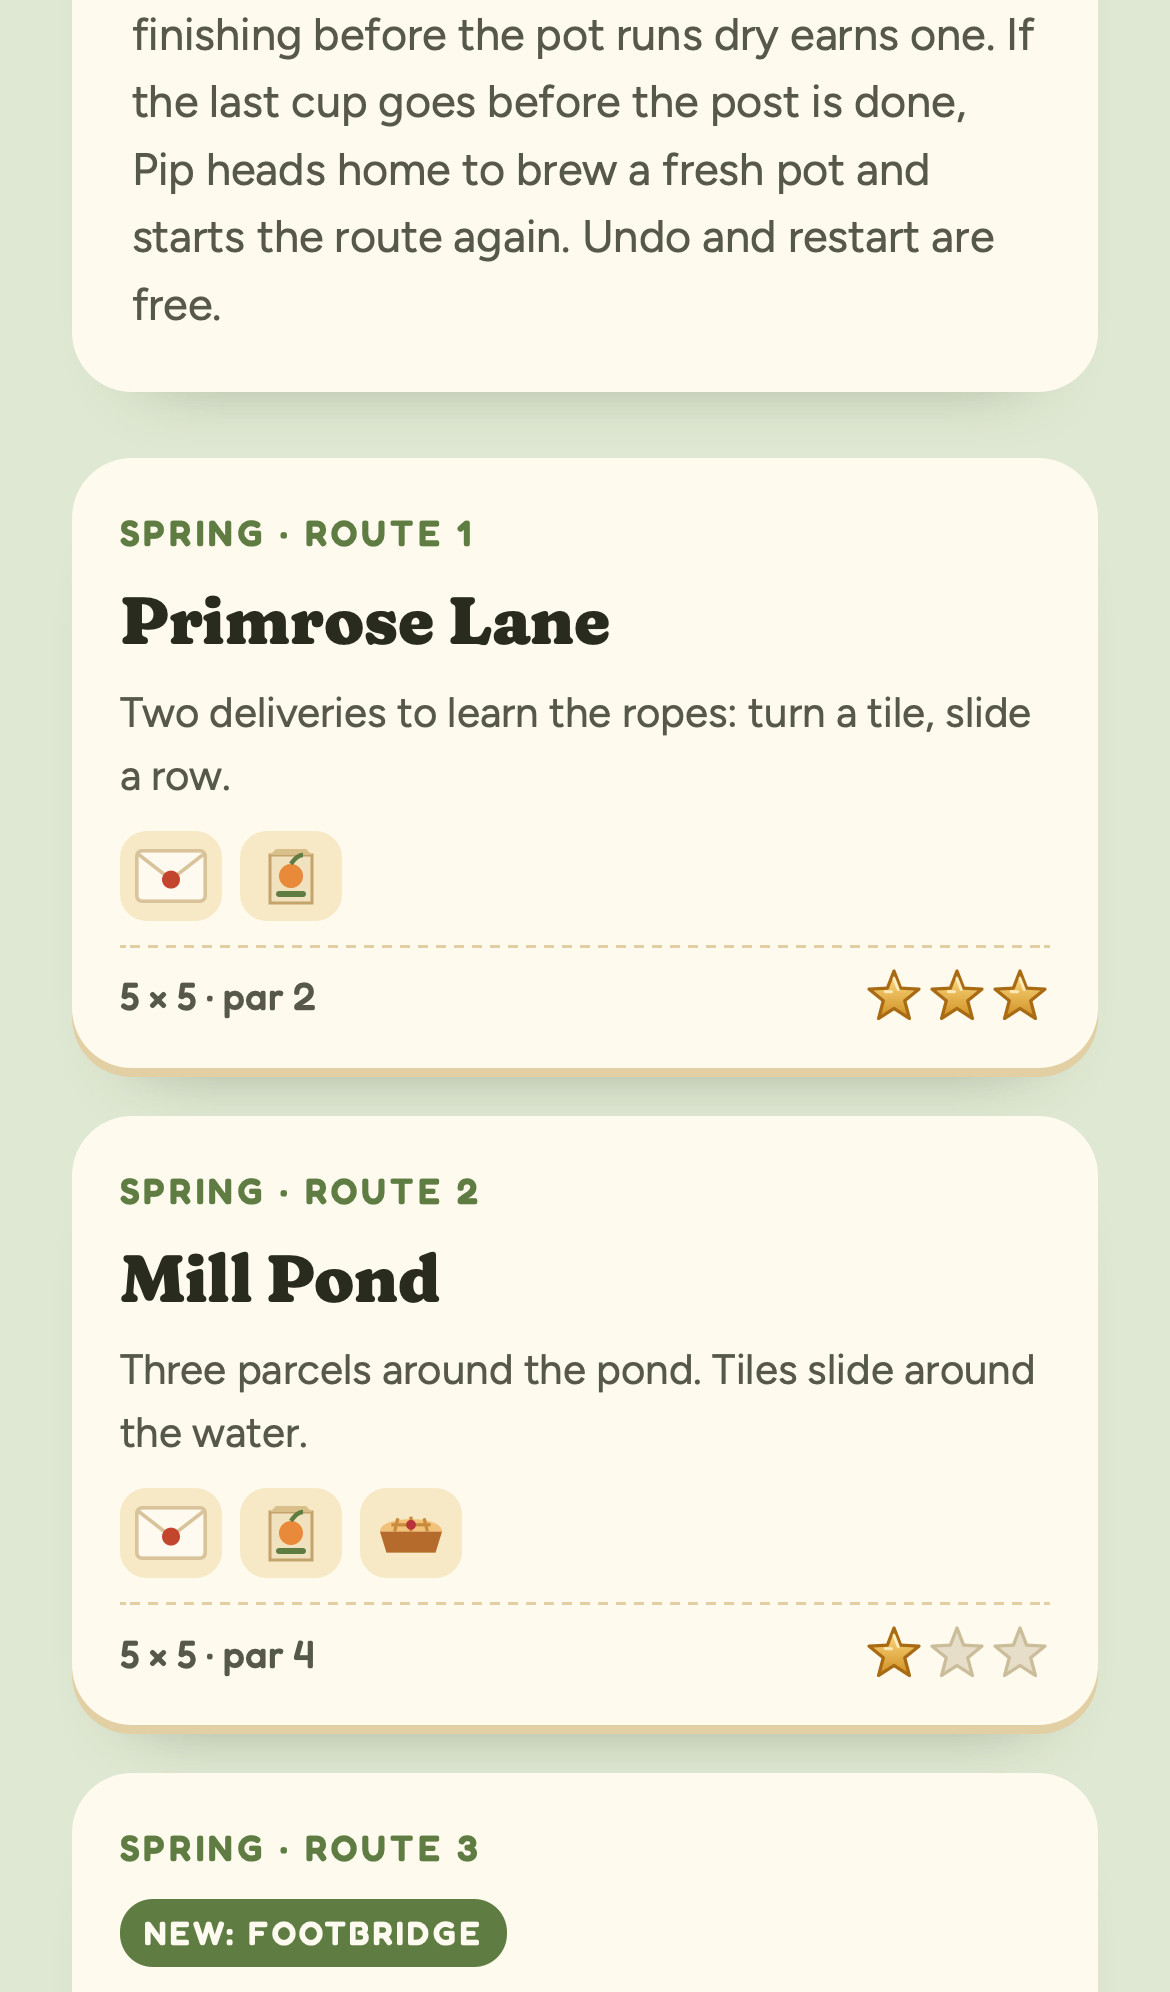 finishing before the pot runs dry earns one. If
the last cup goes before the post is done,
Pip heads home to brew a fresh pot and
starts the route again. Undo and restart are
free.
SPRING · ROUTE 1
Primrose Lane
Two deliveries to learn the ropes: turn a tile, slide
a row.
5 × 5 · par 2
SPRING · ROUTE 2
Mill Pond
Three parcels around the pond. Tiles slide around
the water.
5 × 5 · par 4
SPRING · ROUTE 3
NEW: FOOTBRIDGE